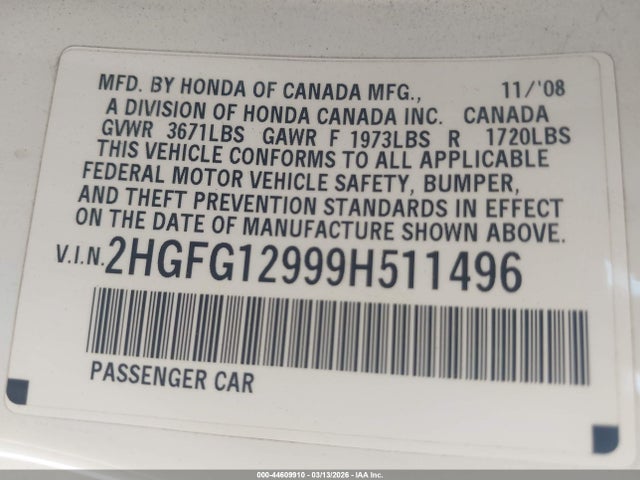 MFD. BY HONDA OF CANADA MFG., 11/'08
A DIVISION OF HONDA CANADA INC. CANADA
GVWR 3671LBS GAWR F 1973LBS R 1720LBS
THIS VEHICLE CONFORMS TO ALL APPLICABLE
FEDERAL MOTOR VEHICLE SAFETY, BUMPER,
AND THEFT PREVENTION STANDARDS IN EFFECT
ON THE DATE OF MANUFACTURE SHOWN ABOVE.
V.I.N. 2HGFG12999H511496
PASSENGER CAR
000-44609910 - 03/13/2026 - IAA Inc.